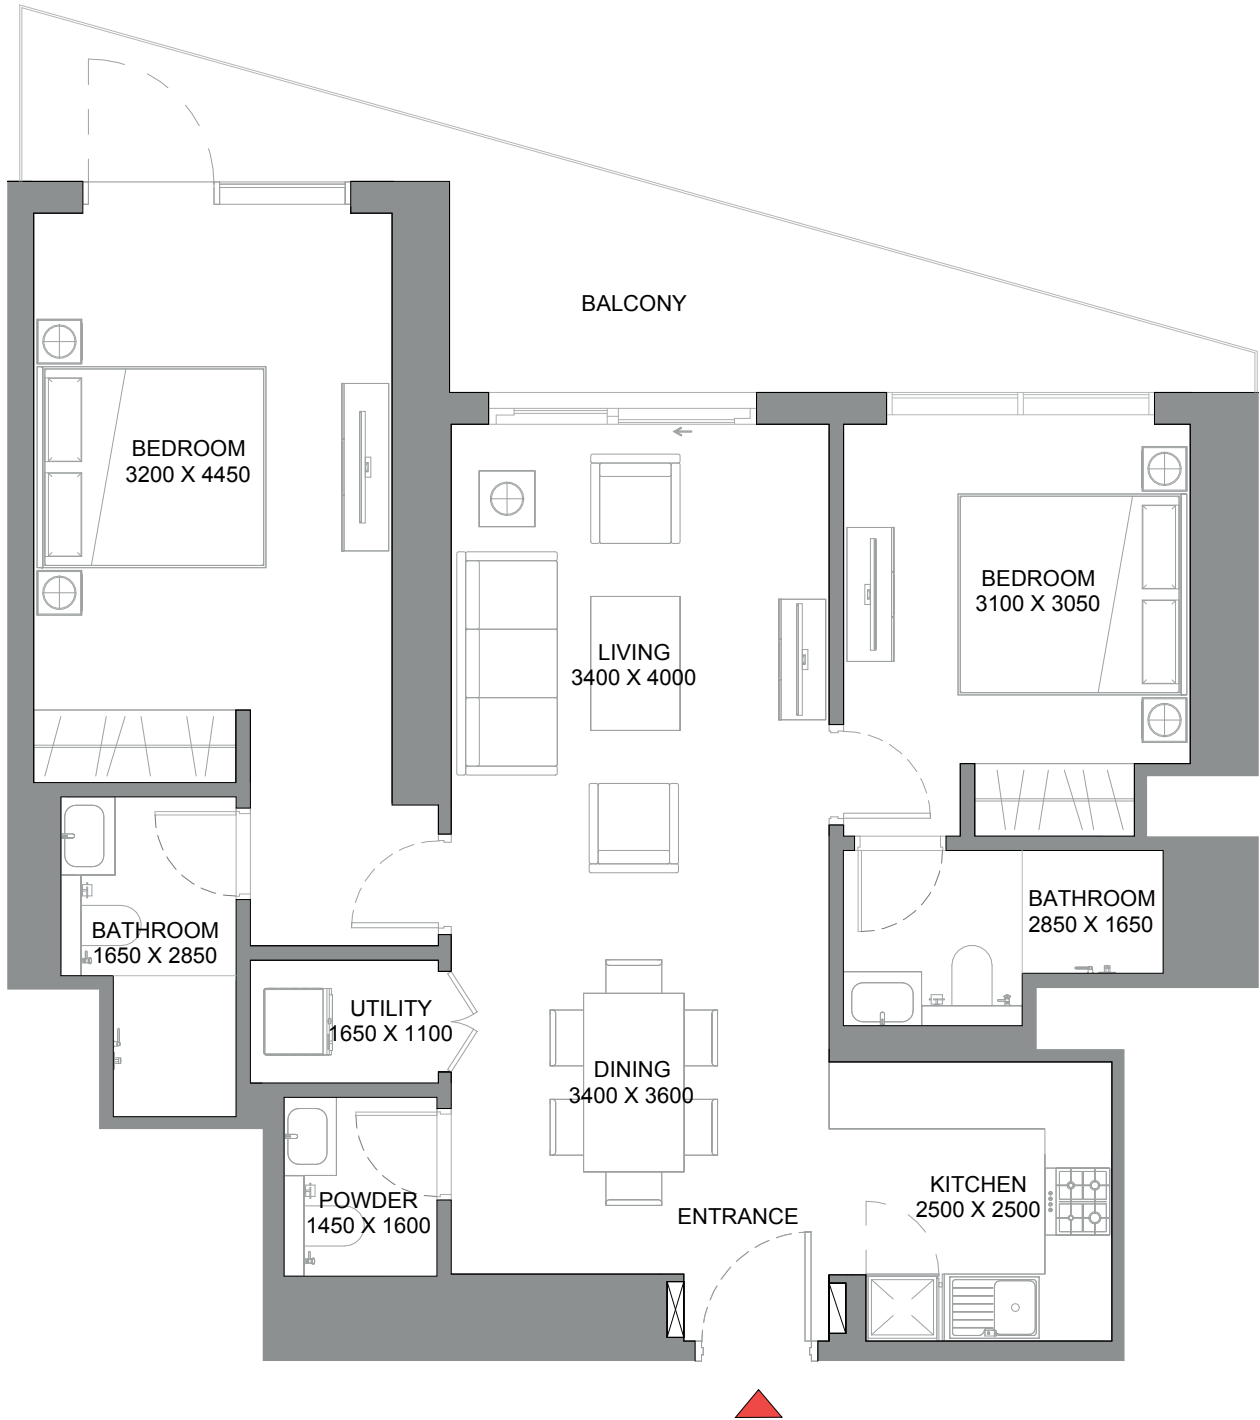 BALCONY
BEDROOM
3200 X 4450
BEDROOM
3100 X 3050
LIVING
3400 X 4000
BATHROOM
2850 X 1650
BATHROOM
1650 X 2850
UTILITY
1650 X 1100
DINING
3400 X 3600
KITCHEN
2500 X 2500
POWDER
1450 X 1600
ENTRANCE